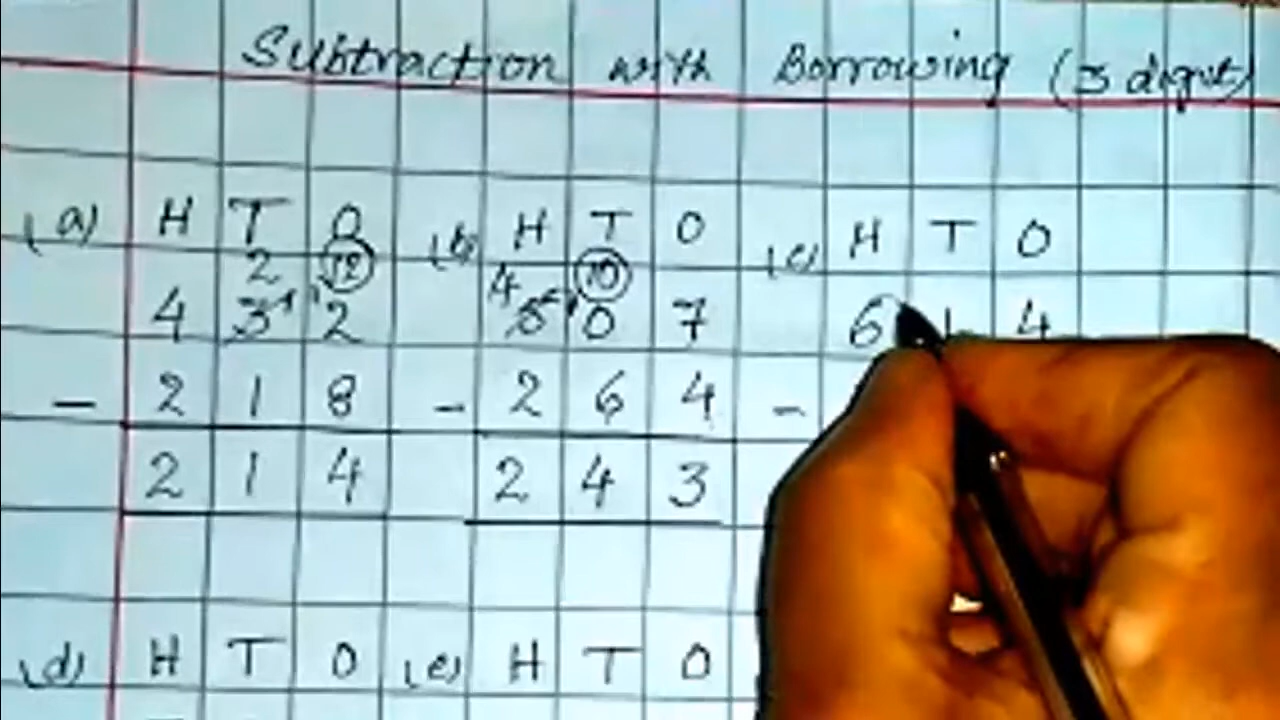 Subtraction with Borrowing (3 digit)
(a) H T O (b) H T O (c) H T O
2 12 4 10
4 3 2 5 0 7 6 1 4
- 2 1 8 - 2 6 4 -
2 1 4 2 4 3
(d) H T O (e) H T O